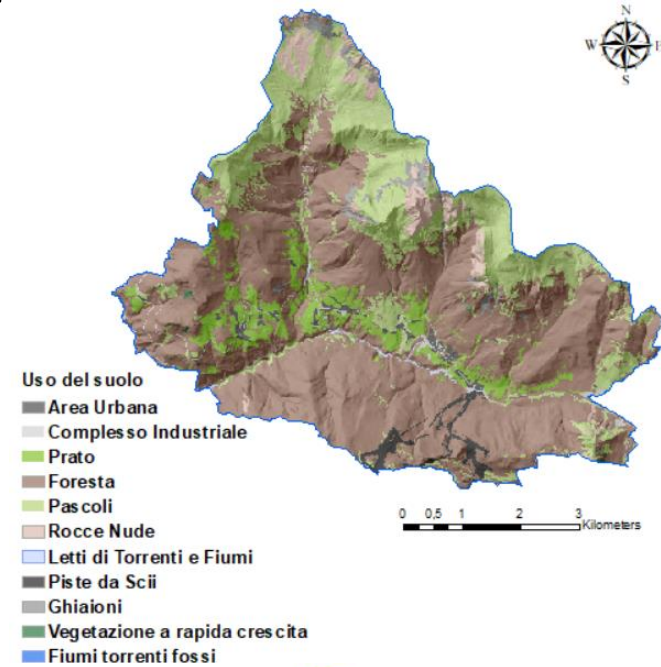 N
W E
S
Uso del suolo
Area Urbana
Complesso Industriale
Prato
Foresta
Pascoli
Rocce Nude
Letti di Torrenti e Fiumi
Piste da Scii
Ghiaioni
Vegetazione a rapida crescita
Fiumi torrenti fossi
0 0,5 1 2 3
Kilometers